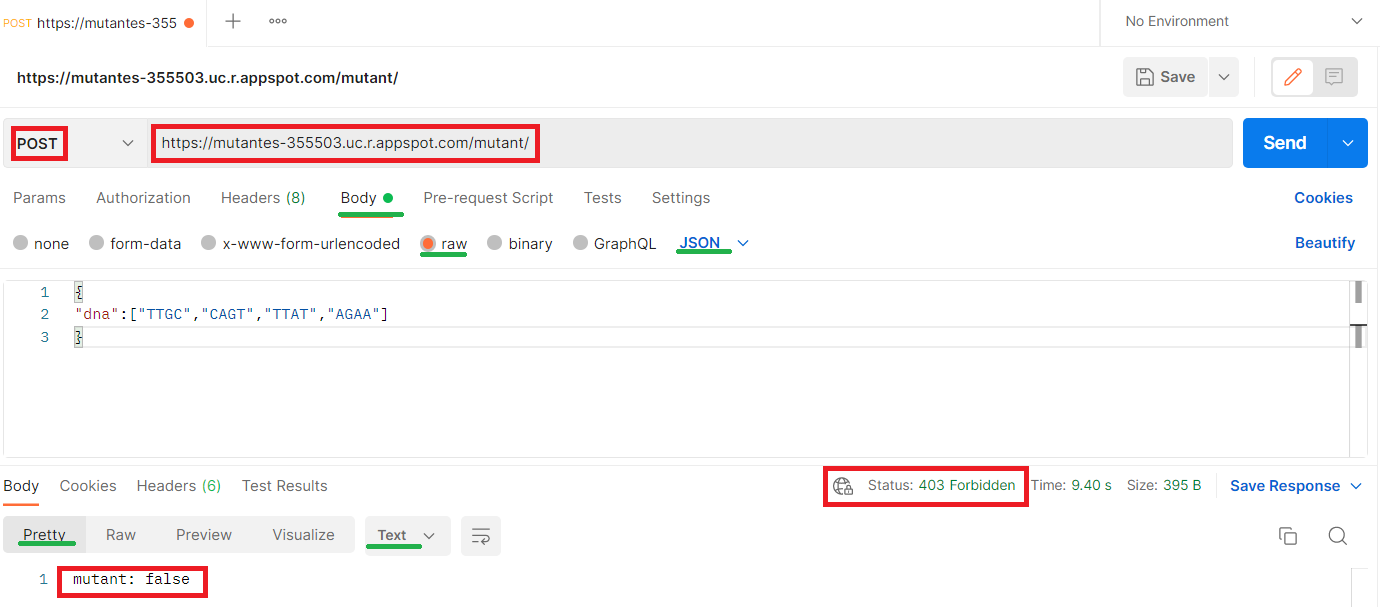 POST https://mutantes-355
No Environment
https://mutantes-355503.uc.r.appspot.com/mutant/
Save
POST
https://mutantes-355503.uc.r.appspot.com/mutant/
Send
Params Authorization Headers (8) Body Pre-request Script Tests Settings Cookies
none form-data x-www-form-urlencoded raw binary GraphQL JSON Beautify
1 {
2 "dna":["TTGC","CAGT","TTAT","AGAA"]
3 }
Body Cookies Headers (6) Test Results Status: 403 Forbidden Time: 9.40 s Size: 395 B Save Response
Pretty Raw Preview Visualize Text
1 mutant: false